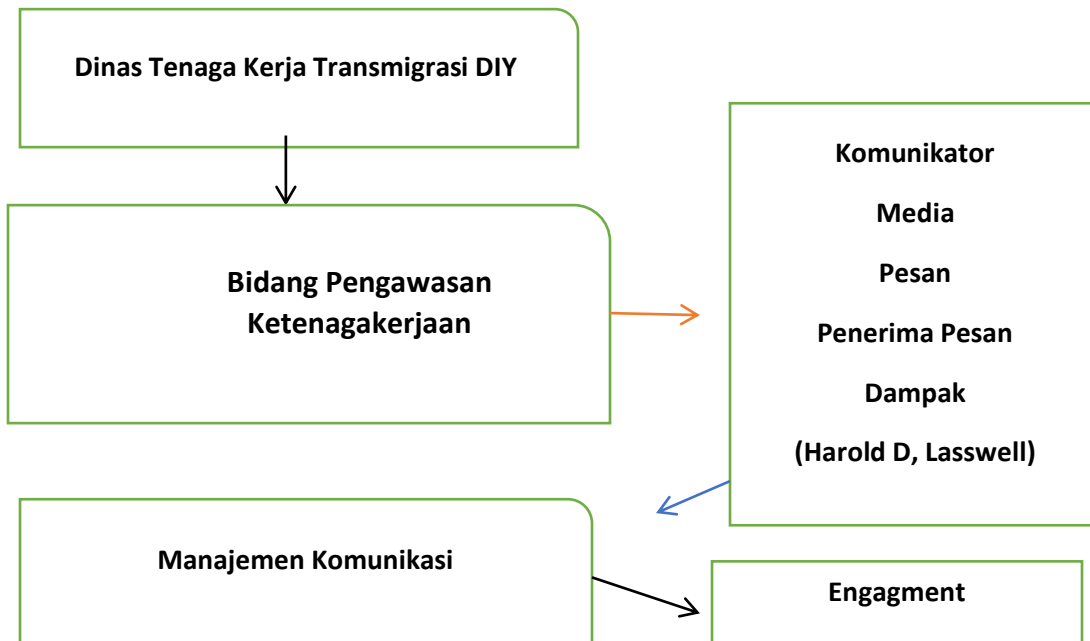 Dinas Tenaga Kerja Transmigrasi DIY
Bidang Pengawasan
Ketenagakerjaan
Komunikator
Media
Pesan
Penerima Pesan
Dampak
(Harold D, Lasswell)
Manajemen Komunikasi
Engagment